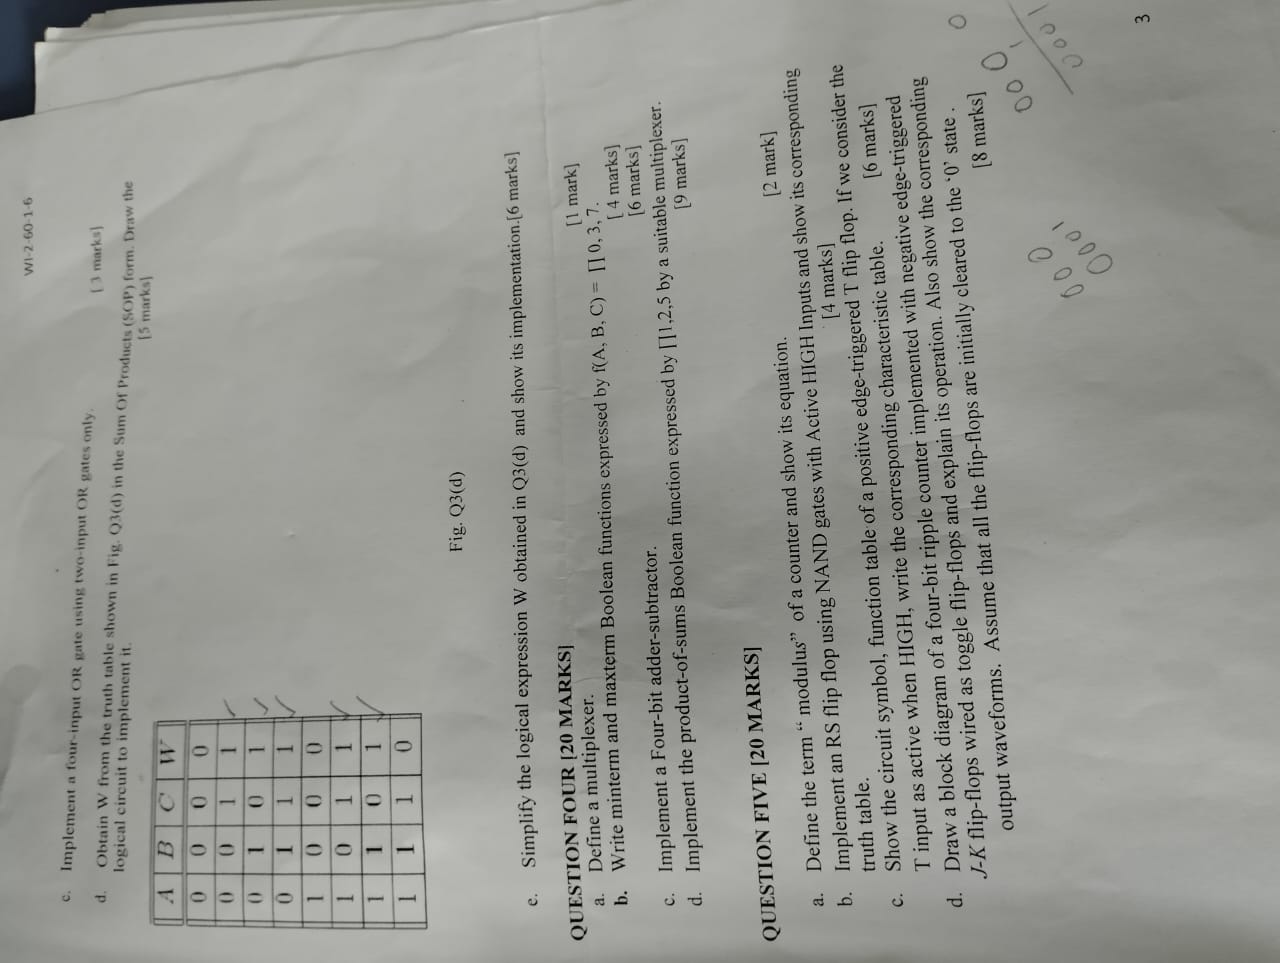 WI-2-60-1-6
c. Implement a four-input OR gate using two-input OR gates only. [ 3 marks]
d. Obtain W from the truth table shown in Fig. Q3(d) in the Sum Of Products (SOP) form. Draw the
logical circuit to implement it. [5 marks]
A B C W
0 0 0 0
0 0 1 1
0 1 0 1
0 1 1 1
1 0 0 0
1 0 1 1
1 1 0 1
1 1 1 0
Fig. Q3(d)
e. Simplify the logical expression W obtained in Q3(d) and show its implementation.[6 marks]
QUESTION FOUR [20 MARKS]
a. Define a multiplexer. [1 mark]
b. Write minterm and maxterm Boolean functions expressed by f(A, B, C) = ∏ 0, 3, 7.
[ 4 marks]
c. Implement a Four-bit adder-subtractor. [6 marks]
d. Implement the product-of-sums Boolean function expressed by ∏1,2,5 by a suitable multiplexer.
[9 marks]
QUESTION FIVE [20 MARKS]
a. Define the term “ modulus” of a counter and show its equation. [2 mark]
b. Implement an RS flip flop using NAND gates with Active HIGH Inputs and show its corresponding
truth table. [4 marks]
c. Show the circuit symbol, function table of a positive edge-triggered T flip flop. If we consider the
T input as active when HIGH, write the corresponding characteristic table. [6 marks]
d. Draw a block diagram of a four-bit ripple counter implemented with negative edge-triggered
J-K flip-flops wired as toggle flip-flops and explain its operation. Also show the corresponding
output waveforms. Assume that all the flip-flops are initially cleared to the ‘0’ state .
[8 marks]
000
0001
000,
0001
0
3